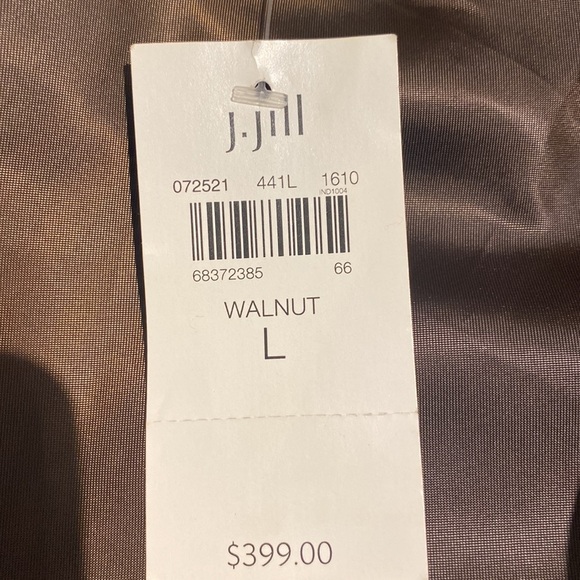 J.Jill
072521 441L 1610
IND1004
68372385 66
WALNUT
L
$399.00